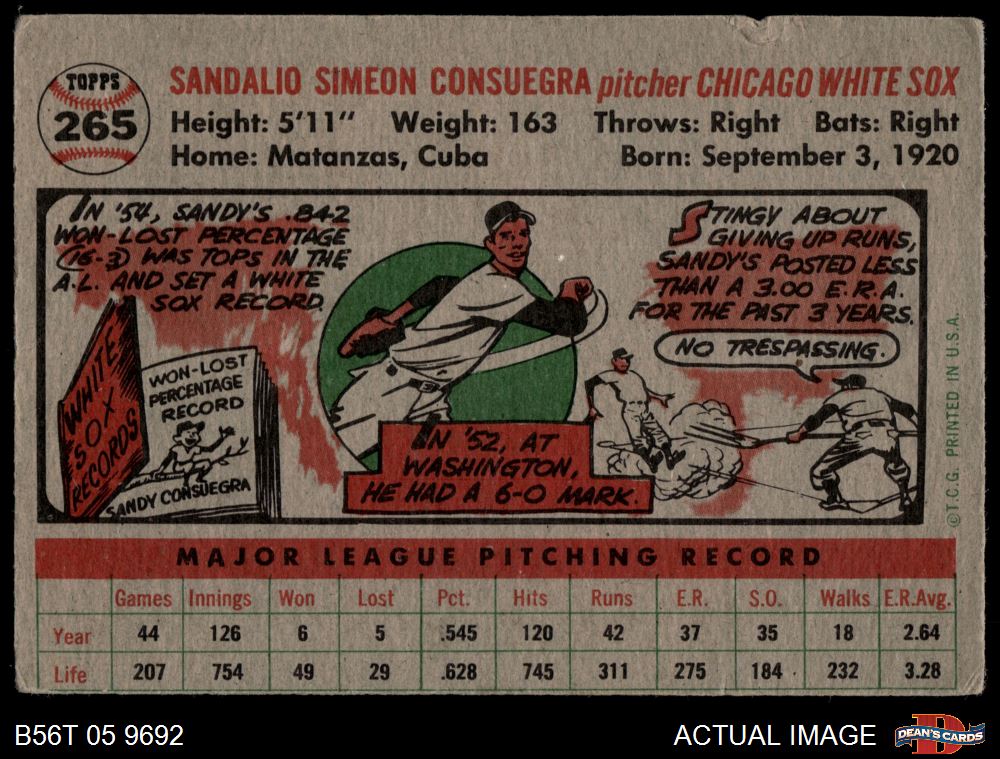 TOPPS
265
SANDALIO SIMEON CONSUEGRA pitcher CHICAGO WHITE SOX
Height: 5'11" Weight: 163 Throws: Right Bats: Right
Home: Matanzas, Cuba Born: September 3, 1920
IN '54, SANDY'S .842
WON-LOST PERCENTAGE
(16-3) WAS TOPS IN THE
A.L. AND SET A WHITE
SOX RECORD.
WHITE
SOX
RECORDS
WON-LOST
PERCENTAGE
RECORD
SANDY CONSUEGRA
IN '52, AT
WASHINGTON,
HE HAD A 6-0 MARK.
STINGY ABOUT
GIVING UP RUNS,
SANDY'S POSTED LESS
THAN A 3.00 E.R.A.
FOR THE PAST 3 YEARS.
NO TRESPASSING.
©T.C.G. PRINTED IN U.S.A.
MAJOR LEAGUE PITCHING RECORD
Games Innings Won Lost Pct. Hits Runs E.R. S.O. Walks E.R.Avg.
Year 44 126 6 5 .545 120 42 37 35 18 2.64
Life 207 754 49 29 .628 745 311 275 184 232 3.28
B56T 05 9692 ACTUAL IMAGE
DEAN'S CARDS